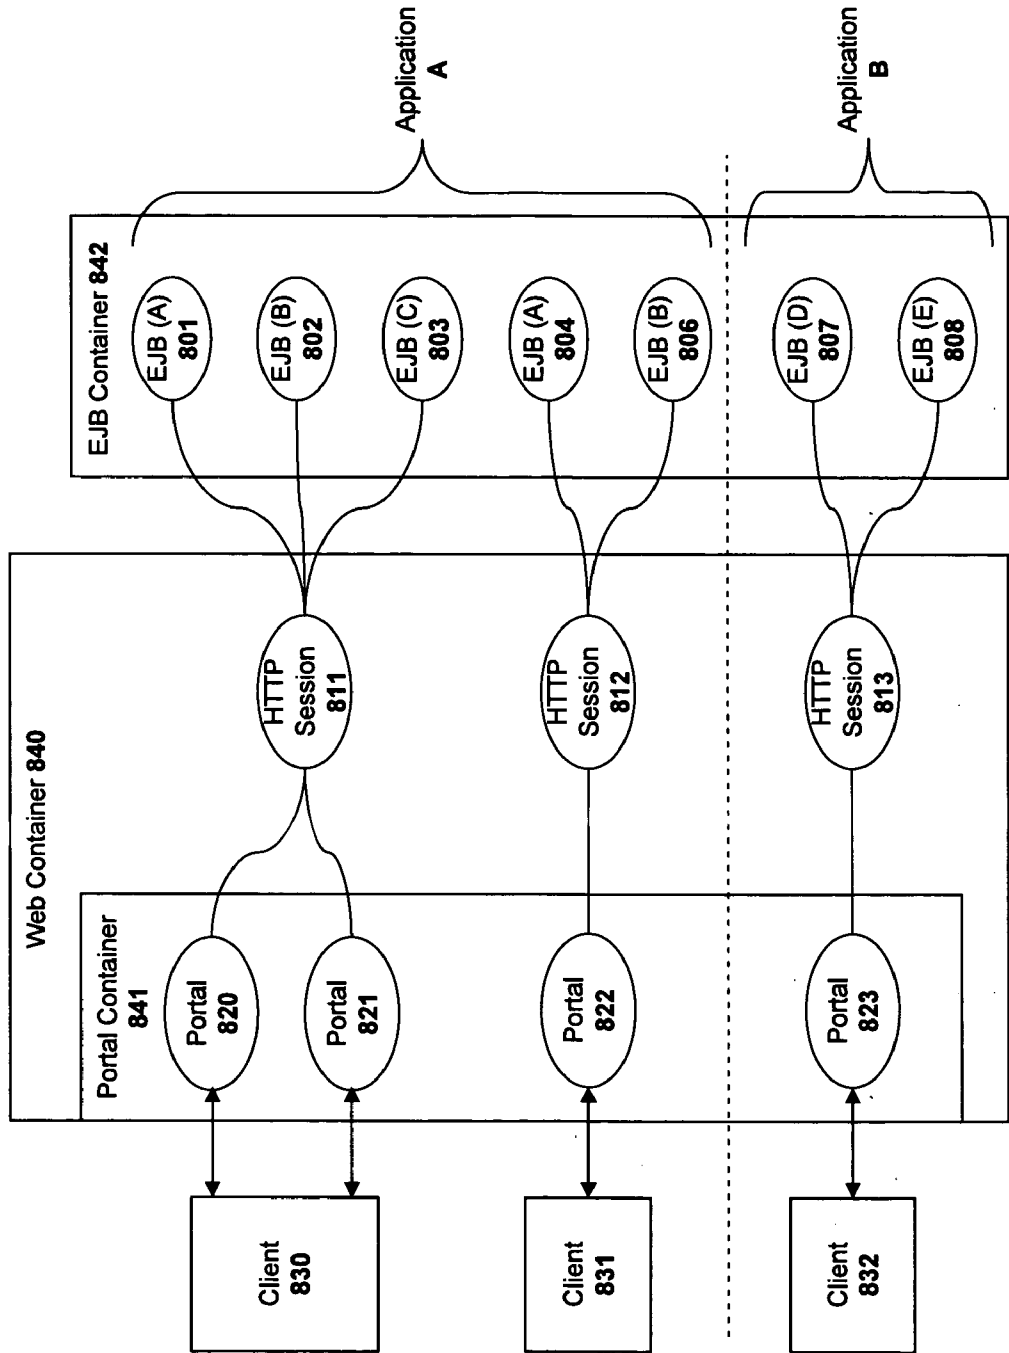 Web Container 840
Portal Container
841
EJB Container 842
Client
830
Portal
820
Portal
821
HTTP
Session
811
EJB (A)
801
EJB (B)
802
EJB (C)
803
Application
A
Client
831
Portal
822
HTTP
Session
812
EJB (A)
804
EJB (B)
806
Client
832
Portal
823
HTTP
Session
813
EJB (D)
807
EJB (E)
808
Application
B